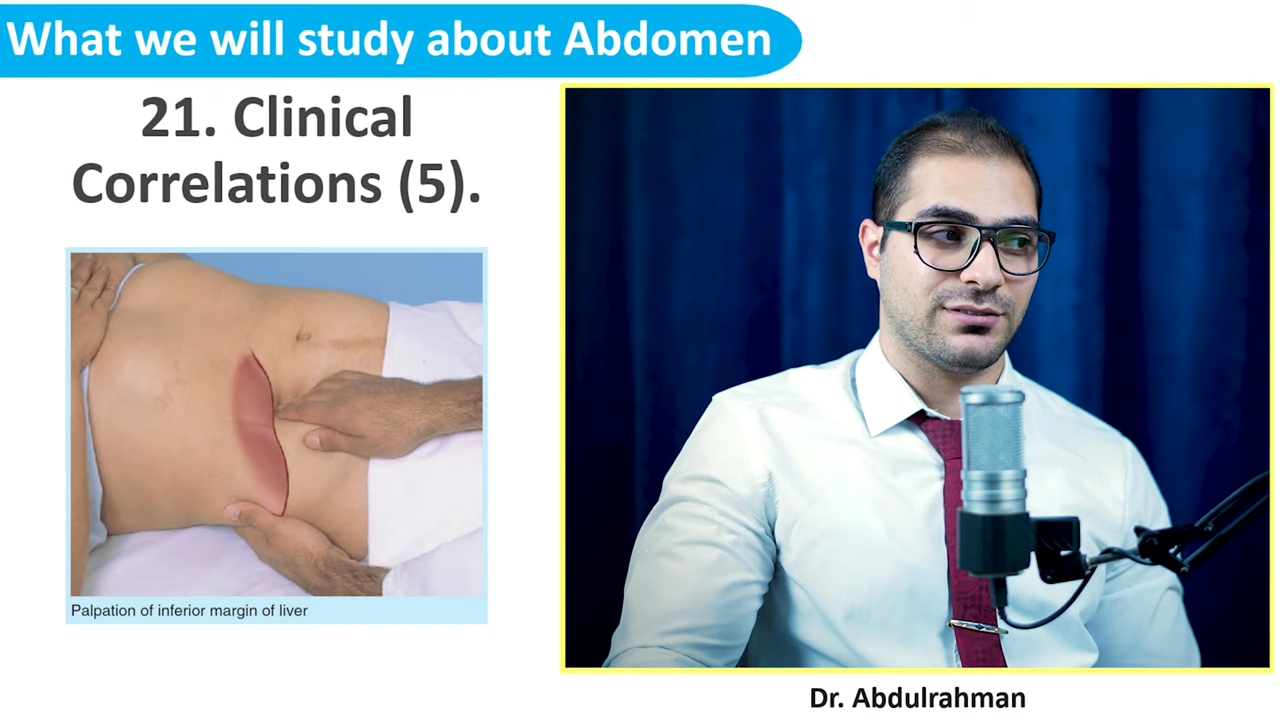 What we will study about Abdomen
21. Clinical
Correlations (5).
Palpation of inferior margin of liver
Dr. Abdulrahman